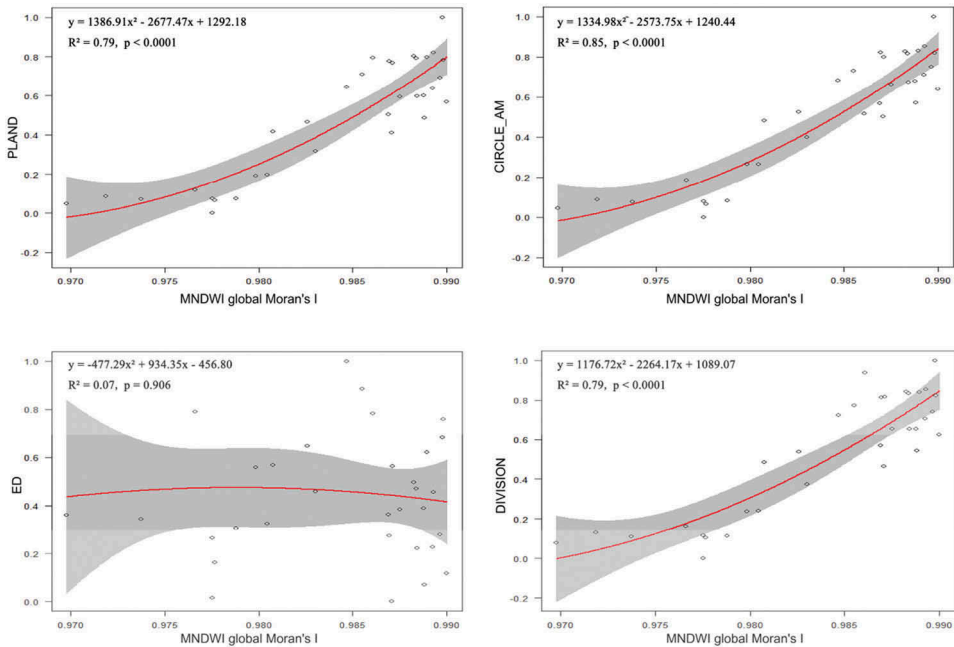 y = 1386.91x² - 2677.47x + 1292.18
R² = 0.79, p < 0.0001
1.0
0.8
0.6
0.4
0.2
0.0
-0.2
PLAND
0.970
0.975
0.980
0.985
0.990
MNDWI global Moran's I
y = 1334.98x² - 2573.75x + 1240.44
R² = 0.85, p < 0.0001
1.0
0.8
0.6
0.4
0.2
0.0
-0.2
CIRCLE_AM
0.970
0.975
0.980
0.985
0.990
MNDWI global Moran's I
y = -477.29x² + 934.35x - 456.80
R² = 0.07, p = 0.906
1.0
0.8
0.6
0.4
0.2
0.0
ED
0.970
0.975
0.980
0.985
0.990
MNDWI global Moran's I
y = 1176.72x² - 2264.17x + 1089.07
R² = 0.79, p < 0.0001
1.0
0.8
0.6
0.4
0.2
0.0
-0.2
DIVISION
0.970
0.975
0.980
0.985
0.990
MNDWI global Moran's I